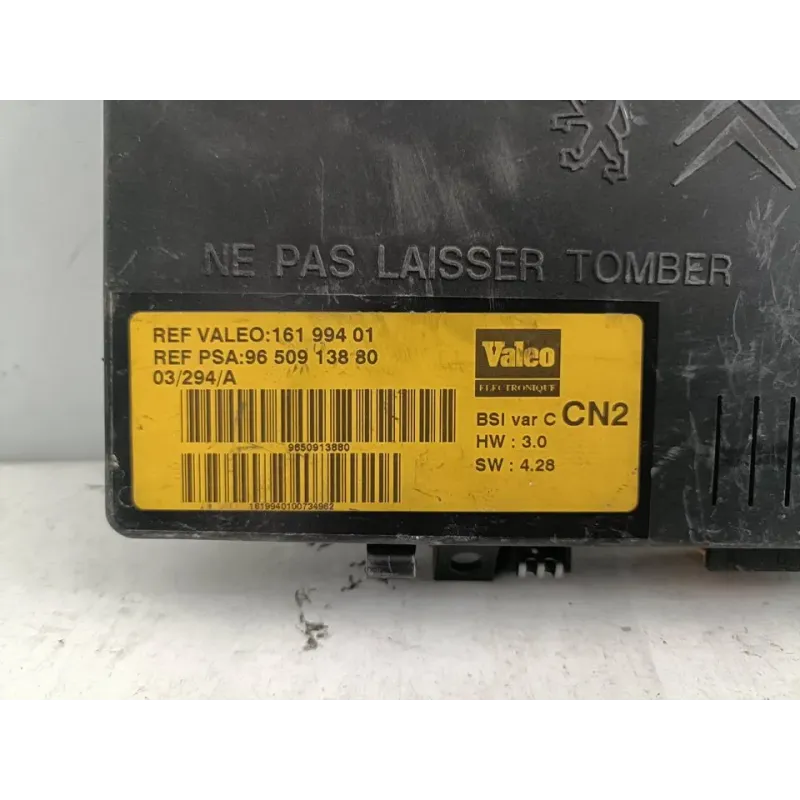 NE PAS LAISSER TOMBER
REF VALEO:161 994 01
REF PSA:96 509 138 80
03/294/A
9650913880
1619940100734962
Valeo
ELECTRONIQUE
BSI var C CN2
HW : 3.0
SW : 4.28